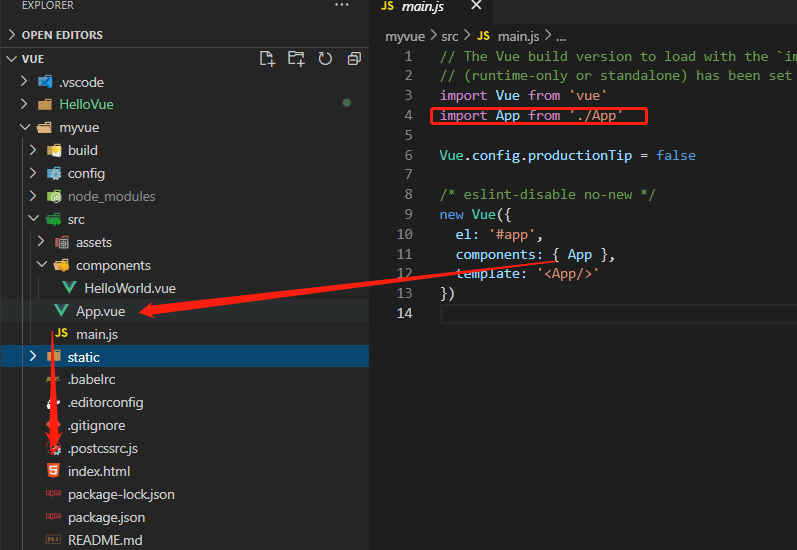 EXPLORER
···
OPEN EDITORS
VUE
.vscode
HelloVue
myvue
build
config
node_modules
src
assets
components
HelloWorld.vue
App.vue
JS main.js
static
.babelrc
.editorconfig
.gitignore
.postcssrc.js
index.html
package-lock.json
package.json
README.md
JS main.js ×
myvue > src > JS main.js > ...
1 // The Vue build version to load with the `im
2 // (runtime-only or standalone) has been set
3 import Vue from 'vue'
4 import App from './App'
5
6 Vue.config.productionTip = false
7
8 /* eslint-disable no-new */
9 new Vue({
10 el: '#app',
11 components: { App },
12 template: '<App/>'
13 })
14